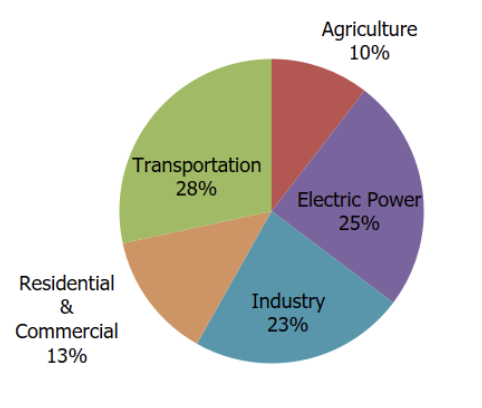 Agriculture
10%
Transportation
28%
Electric Power
25%
Residential
&
Commercial
13%
Industry
23%